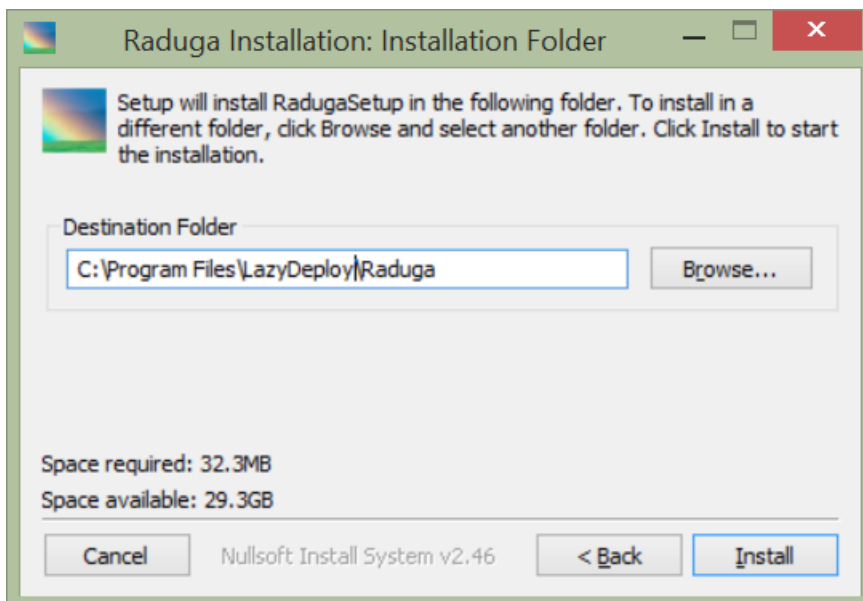 Raduga Installation: Installation Folder
Setup will install RadugaSetup in the following folder. To install in a
different folder, click Browse and select another folder. Click Install to start
the installation.
Destination Folder
C:\Program Files\LazyDeploy\Raduga
Browse...
Space required: 32.3MB
Space available: 29.3GB
Cancel
Nullsoft Install System v2.46
< Back
Install